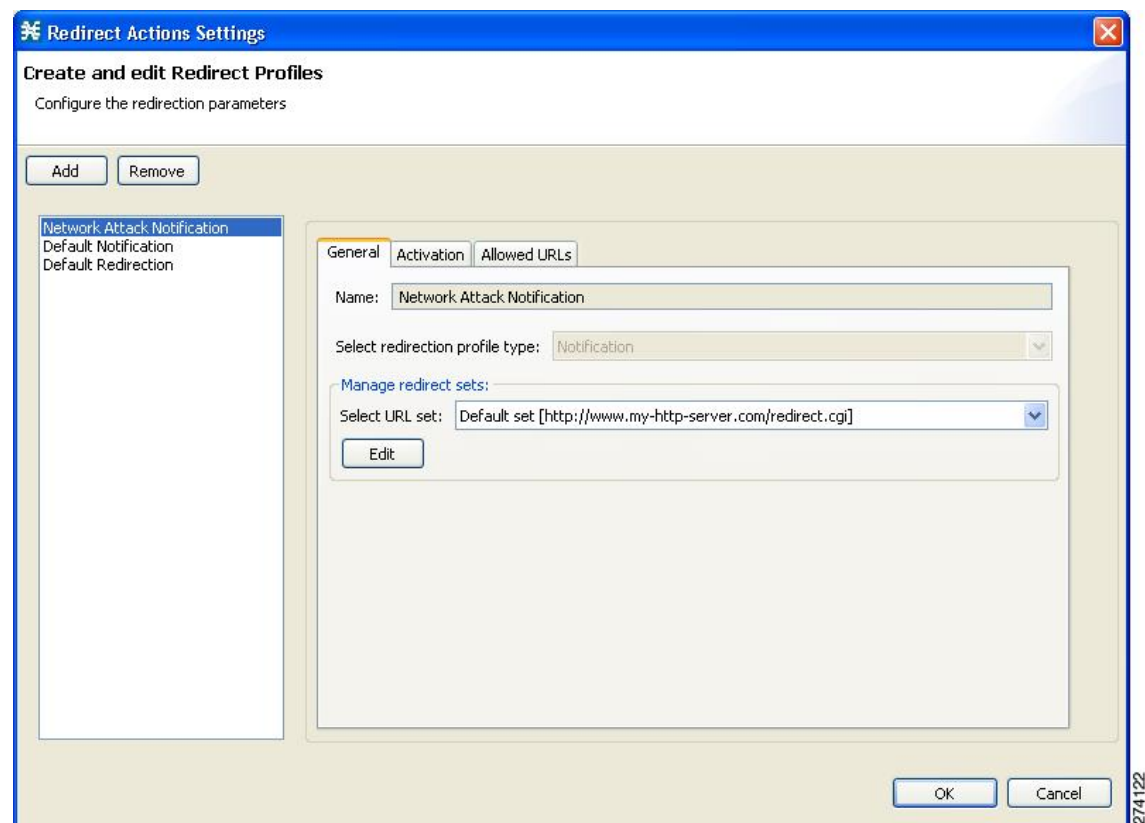 Redirect Actions Settings
Create and edit Redirect Profiles
Configure the redirection parameters
Add Remove
Network Attack Notification
Default Notification
Default Redirection
General Activation Allowed URLs
Name: Network Attack Notification
Select redirection profile type: Notification
Manage redirect sets:
Select URL set: Default set [http://www.my-http-server.com/redirect.cgi]
Edit
OK Cancel
274122